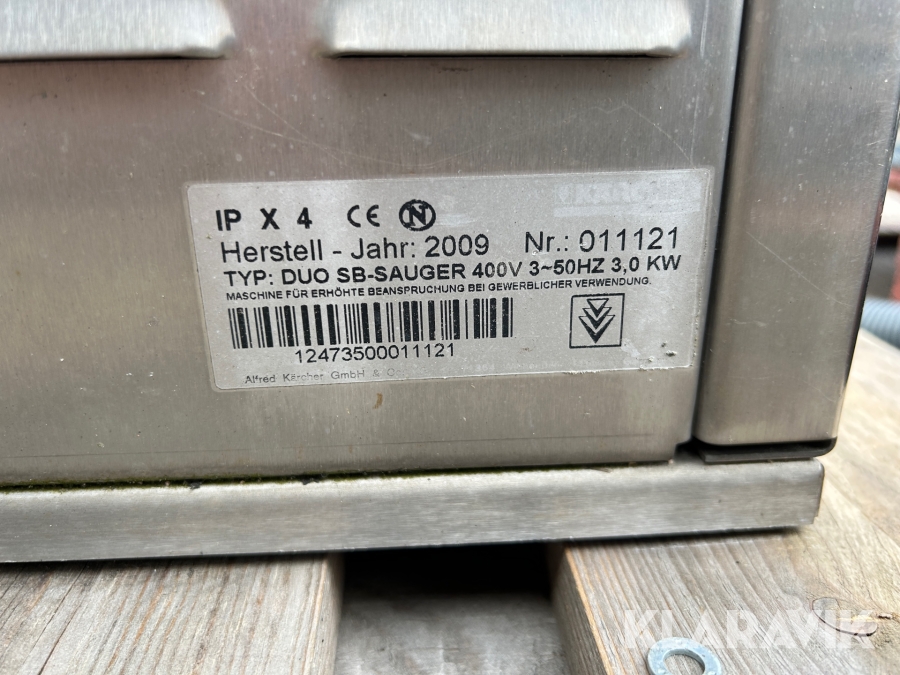 IP X 4 CE N
Herstell - Jahr: 2009 Nr.: 011121
TYP: DUO SB-SAUGER 400V 3~50HZ 3,0 KW
MASCHINE FÜR ERHÖHTE BEANSPRUCHUNG BEI GEWERBLICHER VERWENDUNG.
12473500011121
Alfred Kärcher GmbH &
KLARAVIK